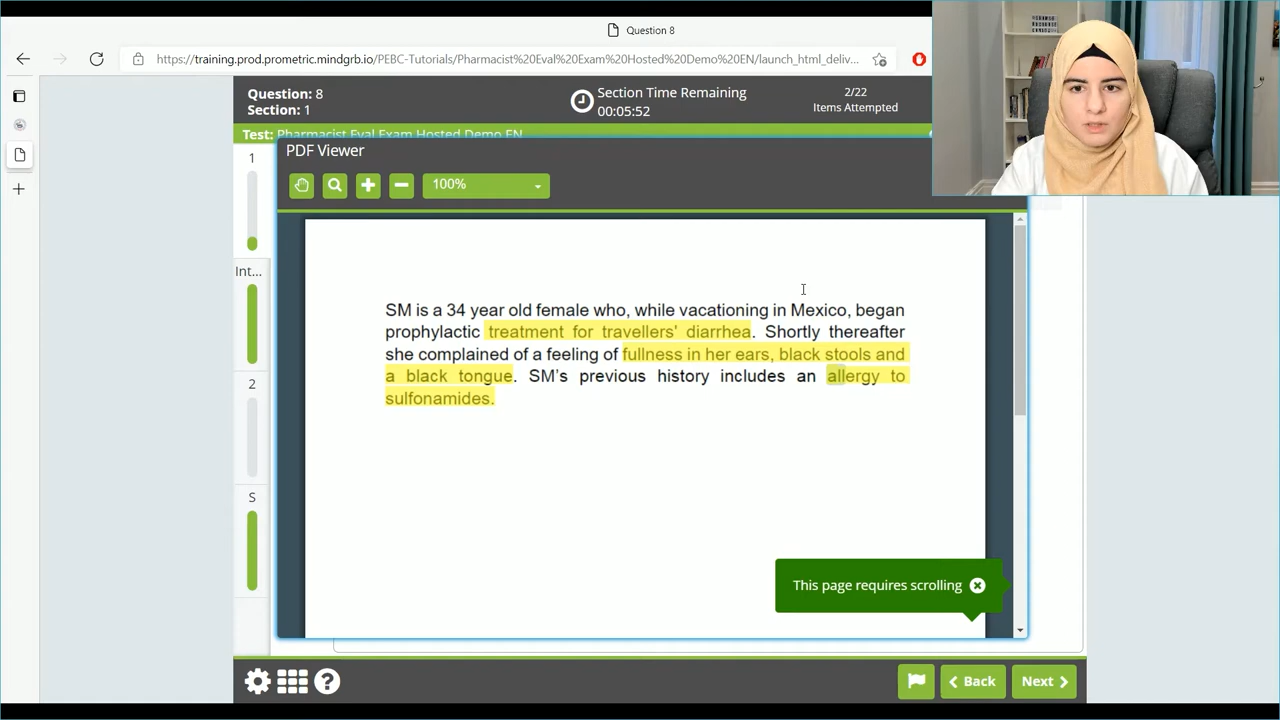 Question 8
https://training.prod.prometric.mindgrb.io/PEBC-Tutorials/Pharmacist%20Eval%20Exam%20Hosted%20Demo%20EN/launch_html_deliv...
Question: 8
Section: 1
Section Time Remaining
00:05:52
2/22
Items Attempted
Test: Pharmacist Eval Exam Hosted Demo EN
1
Int...
2
S
PDF Viewer
100%
SM is a 34 year old female who, while vacationing in Mexico, began
prophylactic treatment for travellers' diarrhea. Shortly thereafter
she complained of a feeling of fullness in her ears, black stools and
a black tongue. SM's previous history includes an allergy to
sulfonamides.
This page requires scrolling
Back
Next